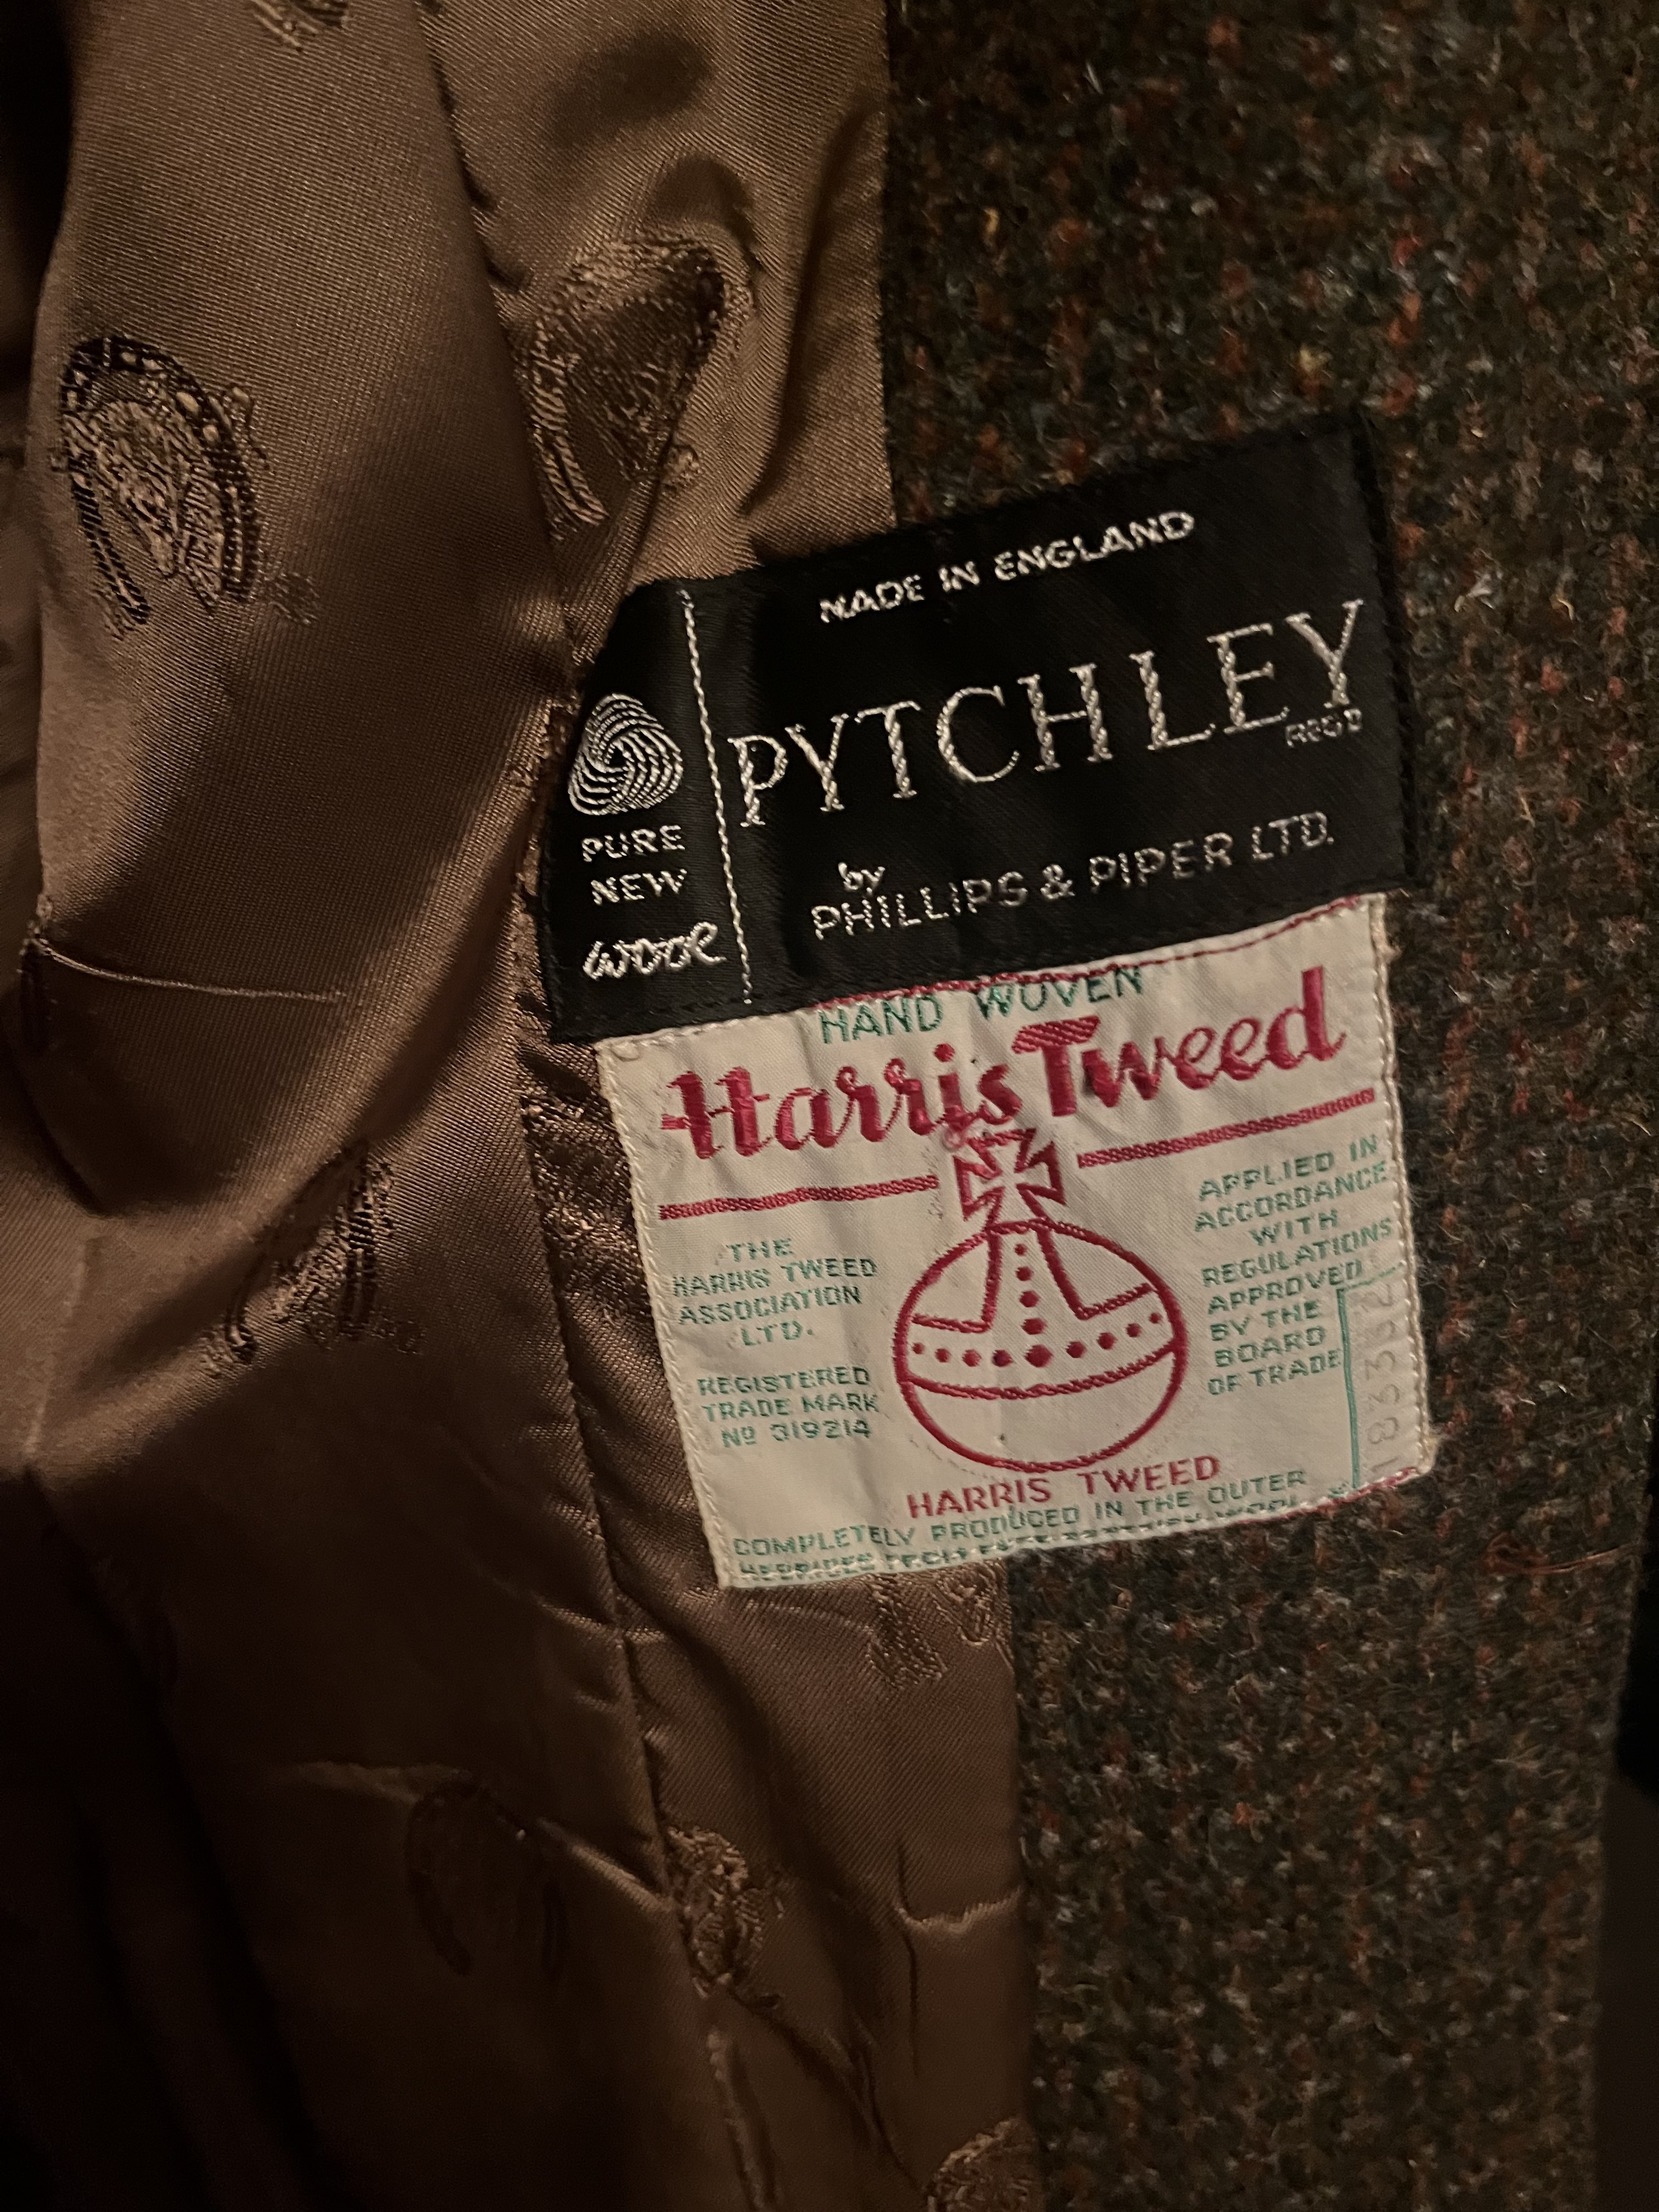 MADE IN ENGLAND
PYTCHLEY
REGD
by
PHILLIPS & PIPER LTD.
PURE
NEW
WOOL
HAND WOVEN
Harris Tweed
THE
HARRIS TWEED
ASSOCIATION
LTD.
REGISTERED
TRADE MARK
Nº 319214
APPLIED IN
ACCORDANCE
WITH
REGULATIONS
APPROVED
BY THE
BOARD
OF TRADE
HARRIS TWEED
COMPLETELY PRODUCED IN THE OUTER
HEBRIDES